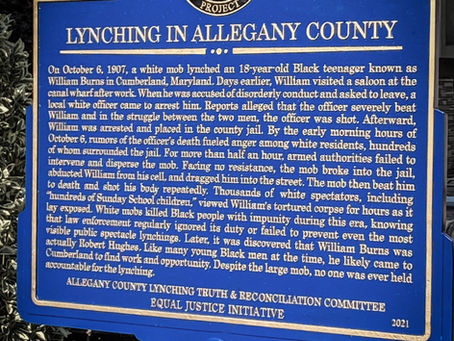 PROJECT
LYNCHING IN ALLEGANY COUNTY
On October 6, 1907, a white mob lynched an 18-year-old Black teenager known as
William Burns in Cumberland, Maryland. Days earlier, William visited a saloon at the
canal wharf after work. When he was accused of disorderly conduct and asked to leave, a
local white officer came to arrest him. Reports alleged that the officer severely beat
William and in the struggle between the two men, the officer was shot. Afterward,
William was arrested and placed in the county jail. By the early morning hours of
October 6, rumors of the officer's death fueled anger among white residents, hundreds
of whom surrounded the jail. For more than half an hour, armed authorities failed to
intervene and disperse the mob. Facing no resistance, the mob broke into the jail,
abducted William from his cell, and dragged him into the street. The mob then beat him
to death and shot his body repeatedly. Thousands of white spectators, including
"hundreds of Sunday School children," viewed William's tortured corpse for hours as it
lay exposed. White mobs killed Black people with impunity during this era, knowing
that law enforcement regularly ignored its duty or failed to prevent even the most
visible public spectacle lynchings. Later, it was discovered that William Burns was
actually Robert Hughes. Like many young Black men at the time, he likely came to
Cumberland to find work and opportunity. Despite the large mob, no one was ever held
accountable for the lynching.
ALLEGANY COUNTY LYNCHING TRUTH & RECONCILIATION COMMITTEE
EQUAL JUSTICE INITIATIVE
2021